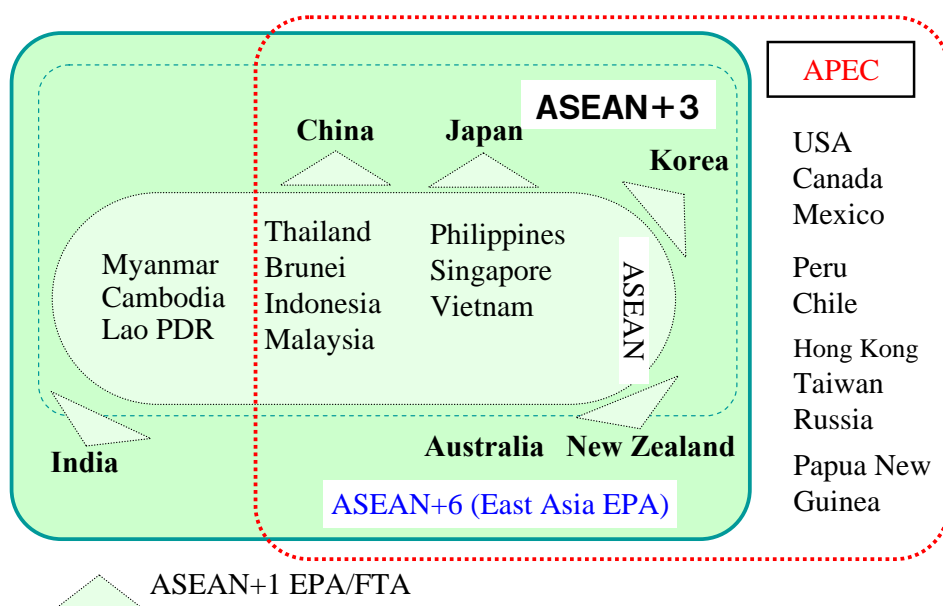 APEC
ASEAN+3
China
Japan
Korea
USA
Canada
Mexico
Peru
Chile
Hong Kong
Taiwan
Russia
Papua New
Guinea
Thailand
Brunei
Indonesia
Malaysia
Philippines
Singapore
Vietnam
Myanmar
Cambodia
Lao PDR
ASEAN
India
Australia
New Zealand
ASEAN+6 (East Asia EPA)
ASEAN+1 EPA/FTA